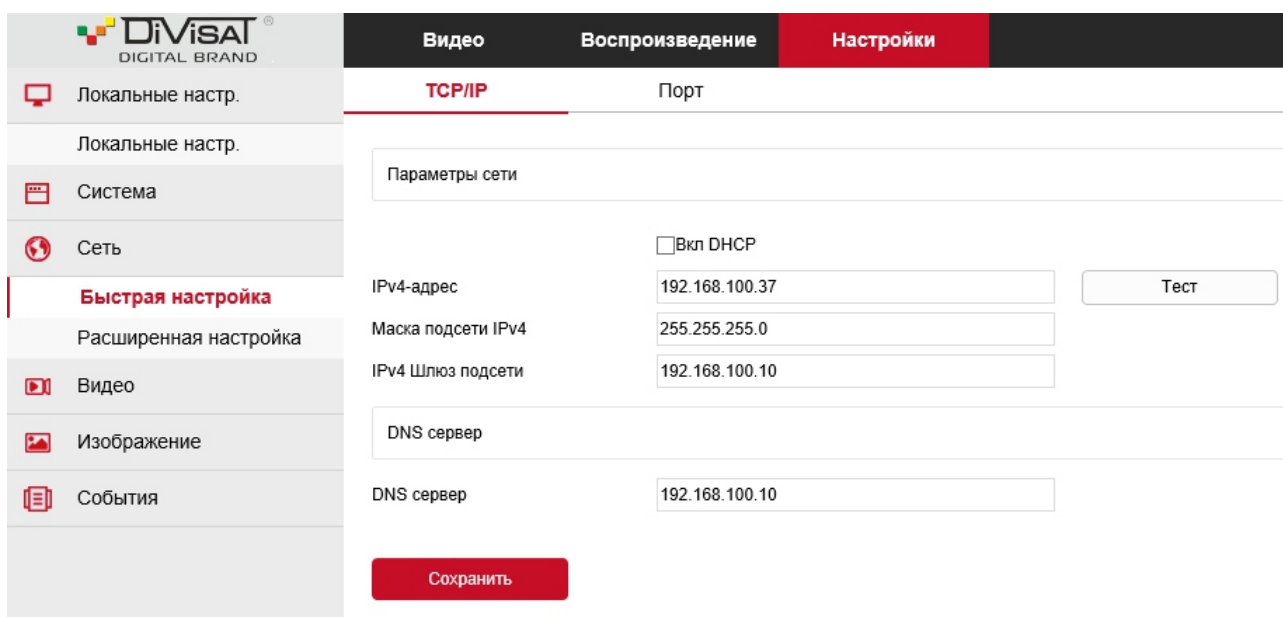 DiViSAT ®
DIGITAL BRAND
Видео
Воспроизведение
Настройки
Локальные настр.
Локальные настр.
Система
Сеть
Быстрая настройка
Расширенная настройка
Видео
Изображение
События
TCP/IP
Порт
Параметры сети
Вкл DHCP
IPv4-адрес 192.168.100.37 Тест
Маска подсети IPv4 255.255.255.0
IPv4 Шлюз подсети 192.168.100.10
DNS сервер
DNS сервер 192.168.100.10
Сохранить